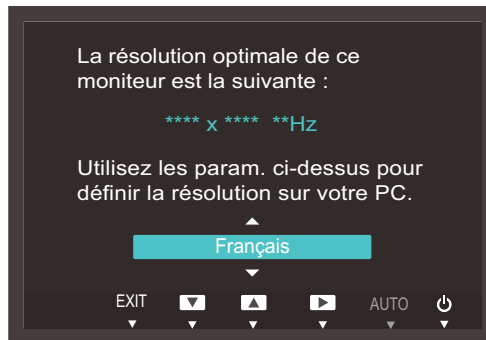 La résolution optimale de ce
moniteur est la suivante :
**** x **** **Hz
Utilisez les param. ci-dessus pour
définir la résolution sur votre PC.
Français
EXIT AUTO